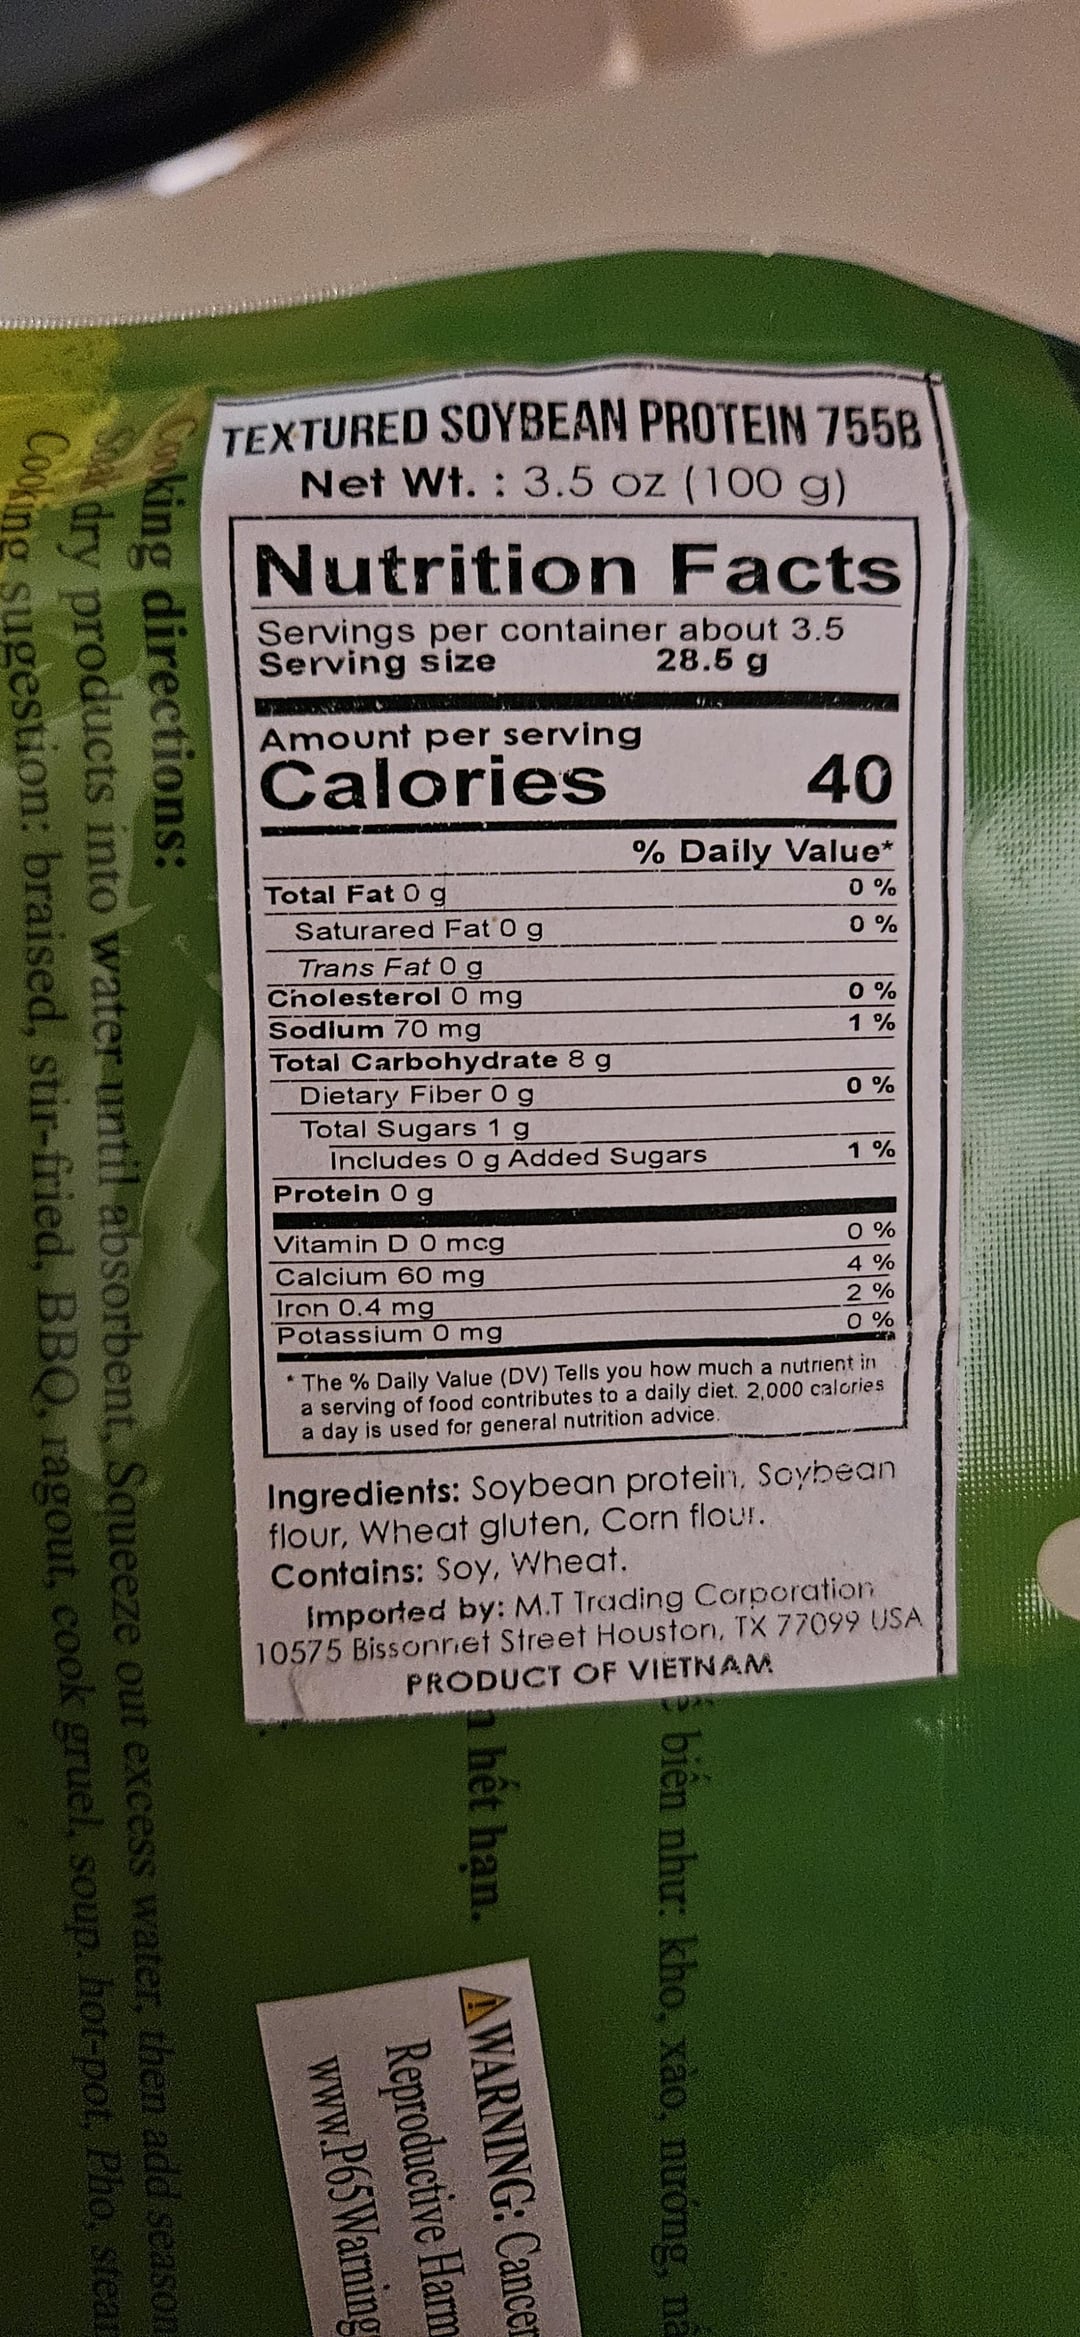 TEXTURED SOYBEAN PROTEIN 755B
Net Wt. : 3.5 oz (100 g)
Nutrition Facts
Servings per container about 3.5
Serving size 28.5 g
Amount per serving
Calories 40
% Daily Value*
Total Fat 0 g 0 %
Saturared Fat 0 g 0 %
Trans Fat 0 g
Cholesterol 0 mg 0 %
Sodium 70 mg 1 %
Total Carbohydrate 8 g
Dietary Fiber 0 g 0 %
Total Sugars 1 g
Includes 0 g Added Sugars 1 %
Protein 0 g
Vitamin D 0 mcg 0 %
Calcium 60 mg 4 %
Iron 0.4 mg 2 %
Potassium 0 mg 0 %
* The % Daily Value (DV) Tells you how much a nutrient in
a serving of food contributes to a daily diet. 2,000 calories
a day is used for general nutrition advice.
Ingredients: Soybean protein, Soybean
flour, Wheat gluten, Corn flour.
Contains: Soy, Wheat.
Imported by: M.T Trading Corporation
10575 Bissonnet Street Houston, TX 77099 USA
PRODUCT OF VIETNAM
Cooking directions:
Soak dry products into water until absorbent, Squeeze out excess water, then add season
Cooking suggestion: braised, stir-fried, BBQ, ragout, cook gruel, soup, hot-pot, Pho, stea
biến như: kho, xào, nướng,
hết hạn.
WARNING: Cancer
Reproductive Harm
www.P65Warning